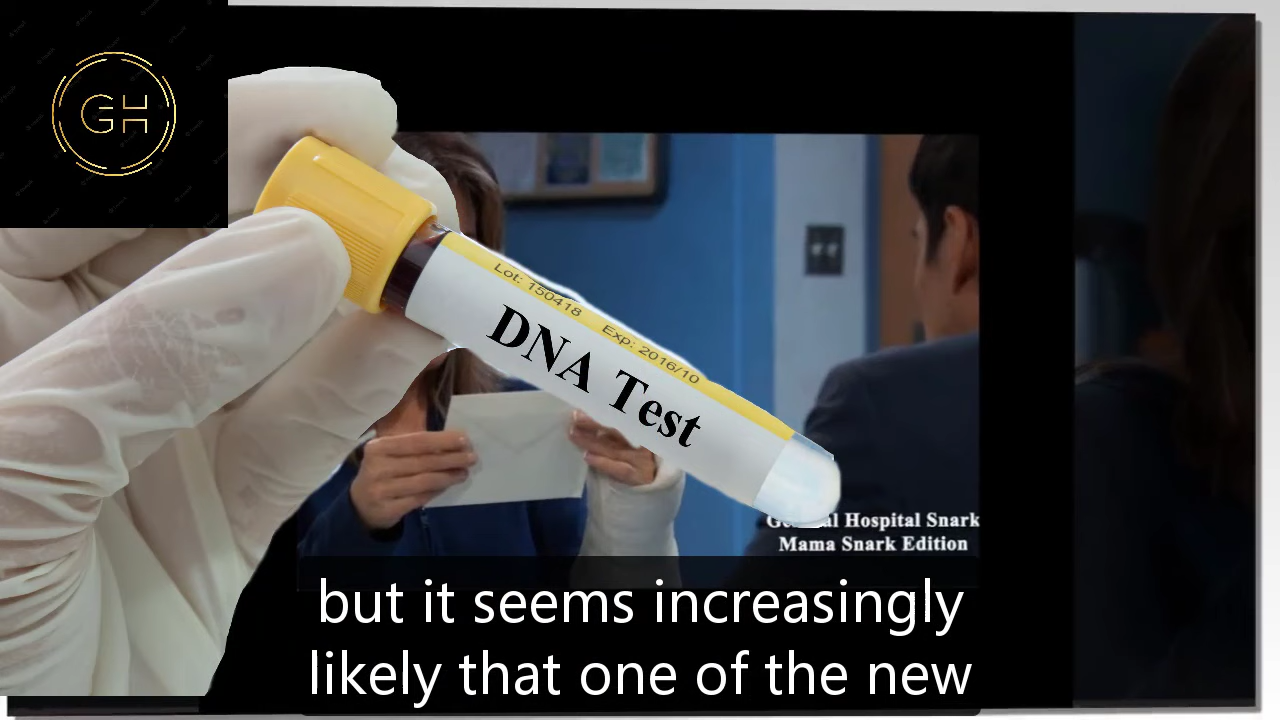 GH
Lot: 150418 Exp: 2016/10
DNA Test
Hospital Snark
Mama Snark Edition
but it seems increasingly
likely that one of the new